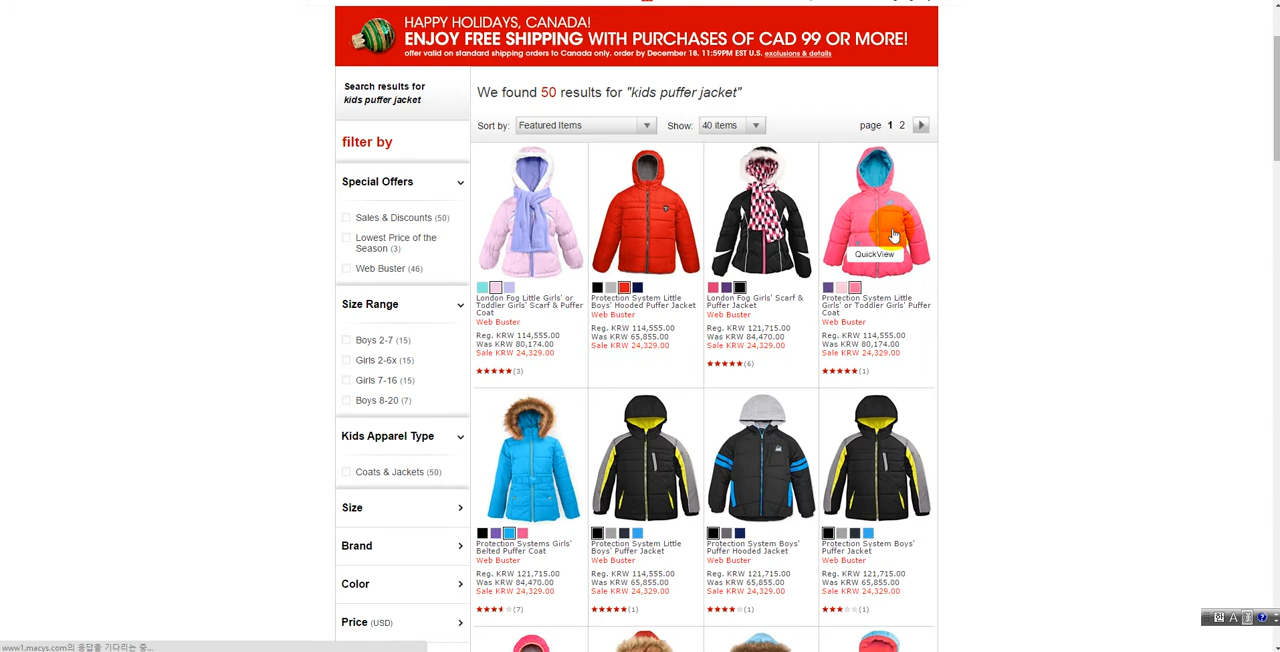 HAPPY HOLIDAYS, CANADA!
ENJOY FREE SHIPPING WITH PURCHASES OF CAD 99 OR MORE!
offer valid on standard shipping orders to Canada only. order by December 18, 11:59PM EST U.S. exclusions & details
Search results for
kids puffer jacket
We found 50 results for "kids puffer jacket"
Sort by: Featured Items Show: 40 items page 1 2
filter by
Special Offers
Sales & Discounts (50)
Lowest Price of the
Season (3)
Web Buster (46)
Size Range
Boys 2-7 (15)
Girls 2-6x (15)
Girls 7-16 (15)
Boys 8-20 (7)
Kids Apparel Type
Coats & Jackets (50)
Size
Brand
Color
Price (USD)
London Fog Little Girls' or
Toddler Girls' Scarf & Puffer
Coat
Web Buster
Reg. KRW 114,555.00
Was KRW 80,174.00
Sale KRW 24,329.00
(3)
Protection System Little
Boys' Hooded Puffer Jacket
Web Buster
Reg. KRW 114,555.00
Was KRW 65,855.00
Sale KRW 24,329.00
London Fog Girls' Scarf &
Puffer Jacket
Web Buster
Reg. KRW 121,715.00
Was KRW 84,470.00
Sale KRW 24,329.00
(6)
QuickView
Protection System Little
Girls' or Toddler Girls' Puffer
Coat
Web Buster
Reg. KRW 114,555.00
Was KRW 80,174.00
Sale KRW 24,329.00
(1)
Protection Systems Girls'
Belted Puffer Coat
Web Buster
Reg. KRW 121,715.00
Was KRW 84,470.00
Sale KRW 24,329.00
(7)
Protection System Little
Boys' Puffer Jacket
Web Buster
Reg. KRW 114,555.00
Was KRW 65,855.00
Sale KRW 24,329.00
(1)
Protection System Boys'
Puffer Hooded Jacket
Web Buster
Reg. KRW 121,715.00
Was KRW 65,855.00
Sale KRW 24,329.00
(1)
Protection System Boys'
Puffer Jacket
Web Buster
Reg. KRW 121,715.00
Was KRW 65,855.00
Sale KRW 24,329.00
(1)
A
www1.macys.com의 응답을 기다리는 중...